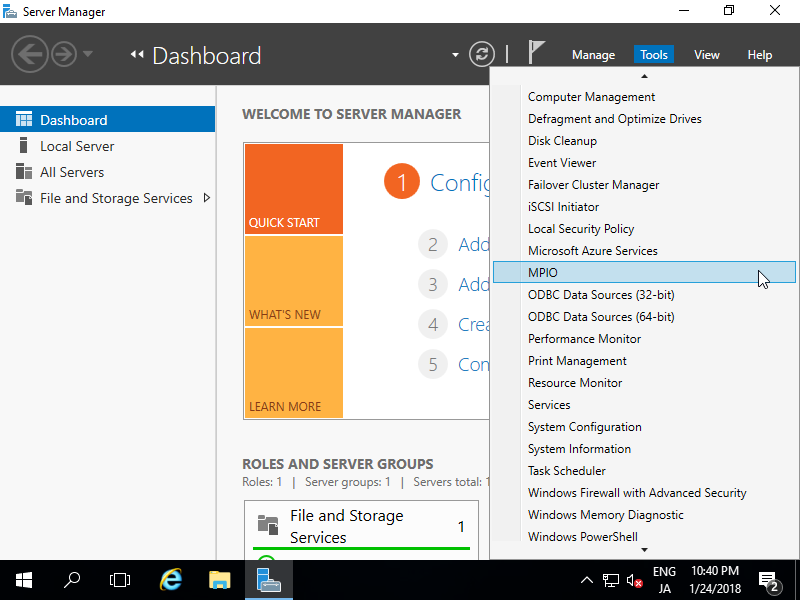 Server Manager
Dashboard
Manage
Tools
View
Help
Dashboard
Local Server
All Servers
File and Storage Services
WELCOME TO SERVER MANAGER
QUICK START
WHAT'S NEW
LEARN MORE
1
Config
2 Add
3 Add
4 Crea
5 Con
ROLES AND SERVER GROUPS
Roles: 1 | Server groups: 1 | Servers total: 1
File and Storage
Services
1
Computer Management
Defragment and Optimize Drives
Disk Cleanup
Event Viewer
Failover Cluster Manager
iSCSI Initiator
Local Security Policy
Microsoft Azure Services
MPIO
ODBC Data Sources (32-bit)
ODBC Data Sources (64-bit)
Performance Monitor
Print Management
Resource Monitor
Services
System Configuration
System Information
Task Scheduler
Windows Firewall with Advanced Security
Windows Memory Diagnostic
Windows PowerShell
ENG
JA
10:40 PM
1/24/2018
2